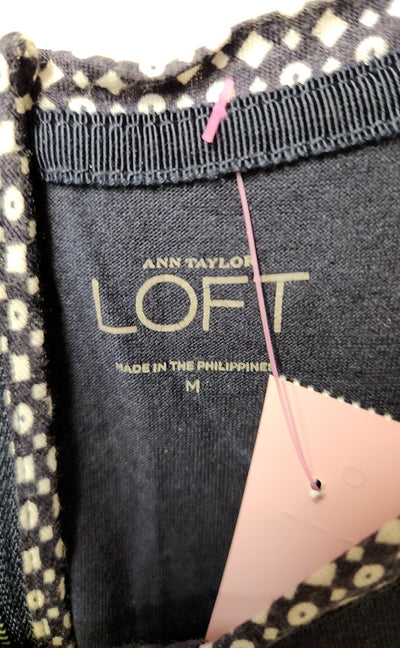 ANN TAYLOR
LOFT
MADE IN THE PHILIPPINES
M